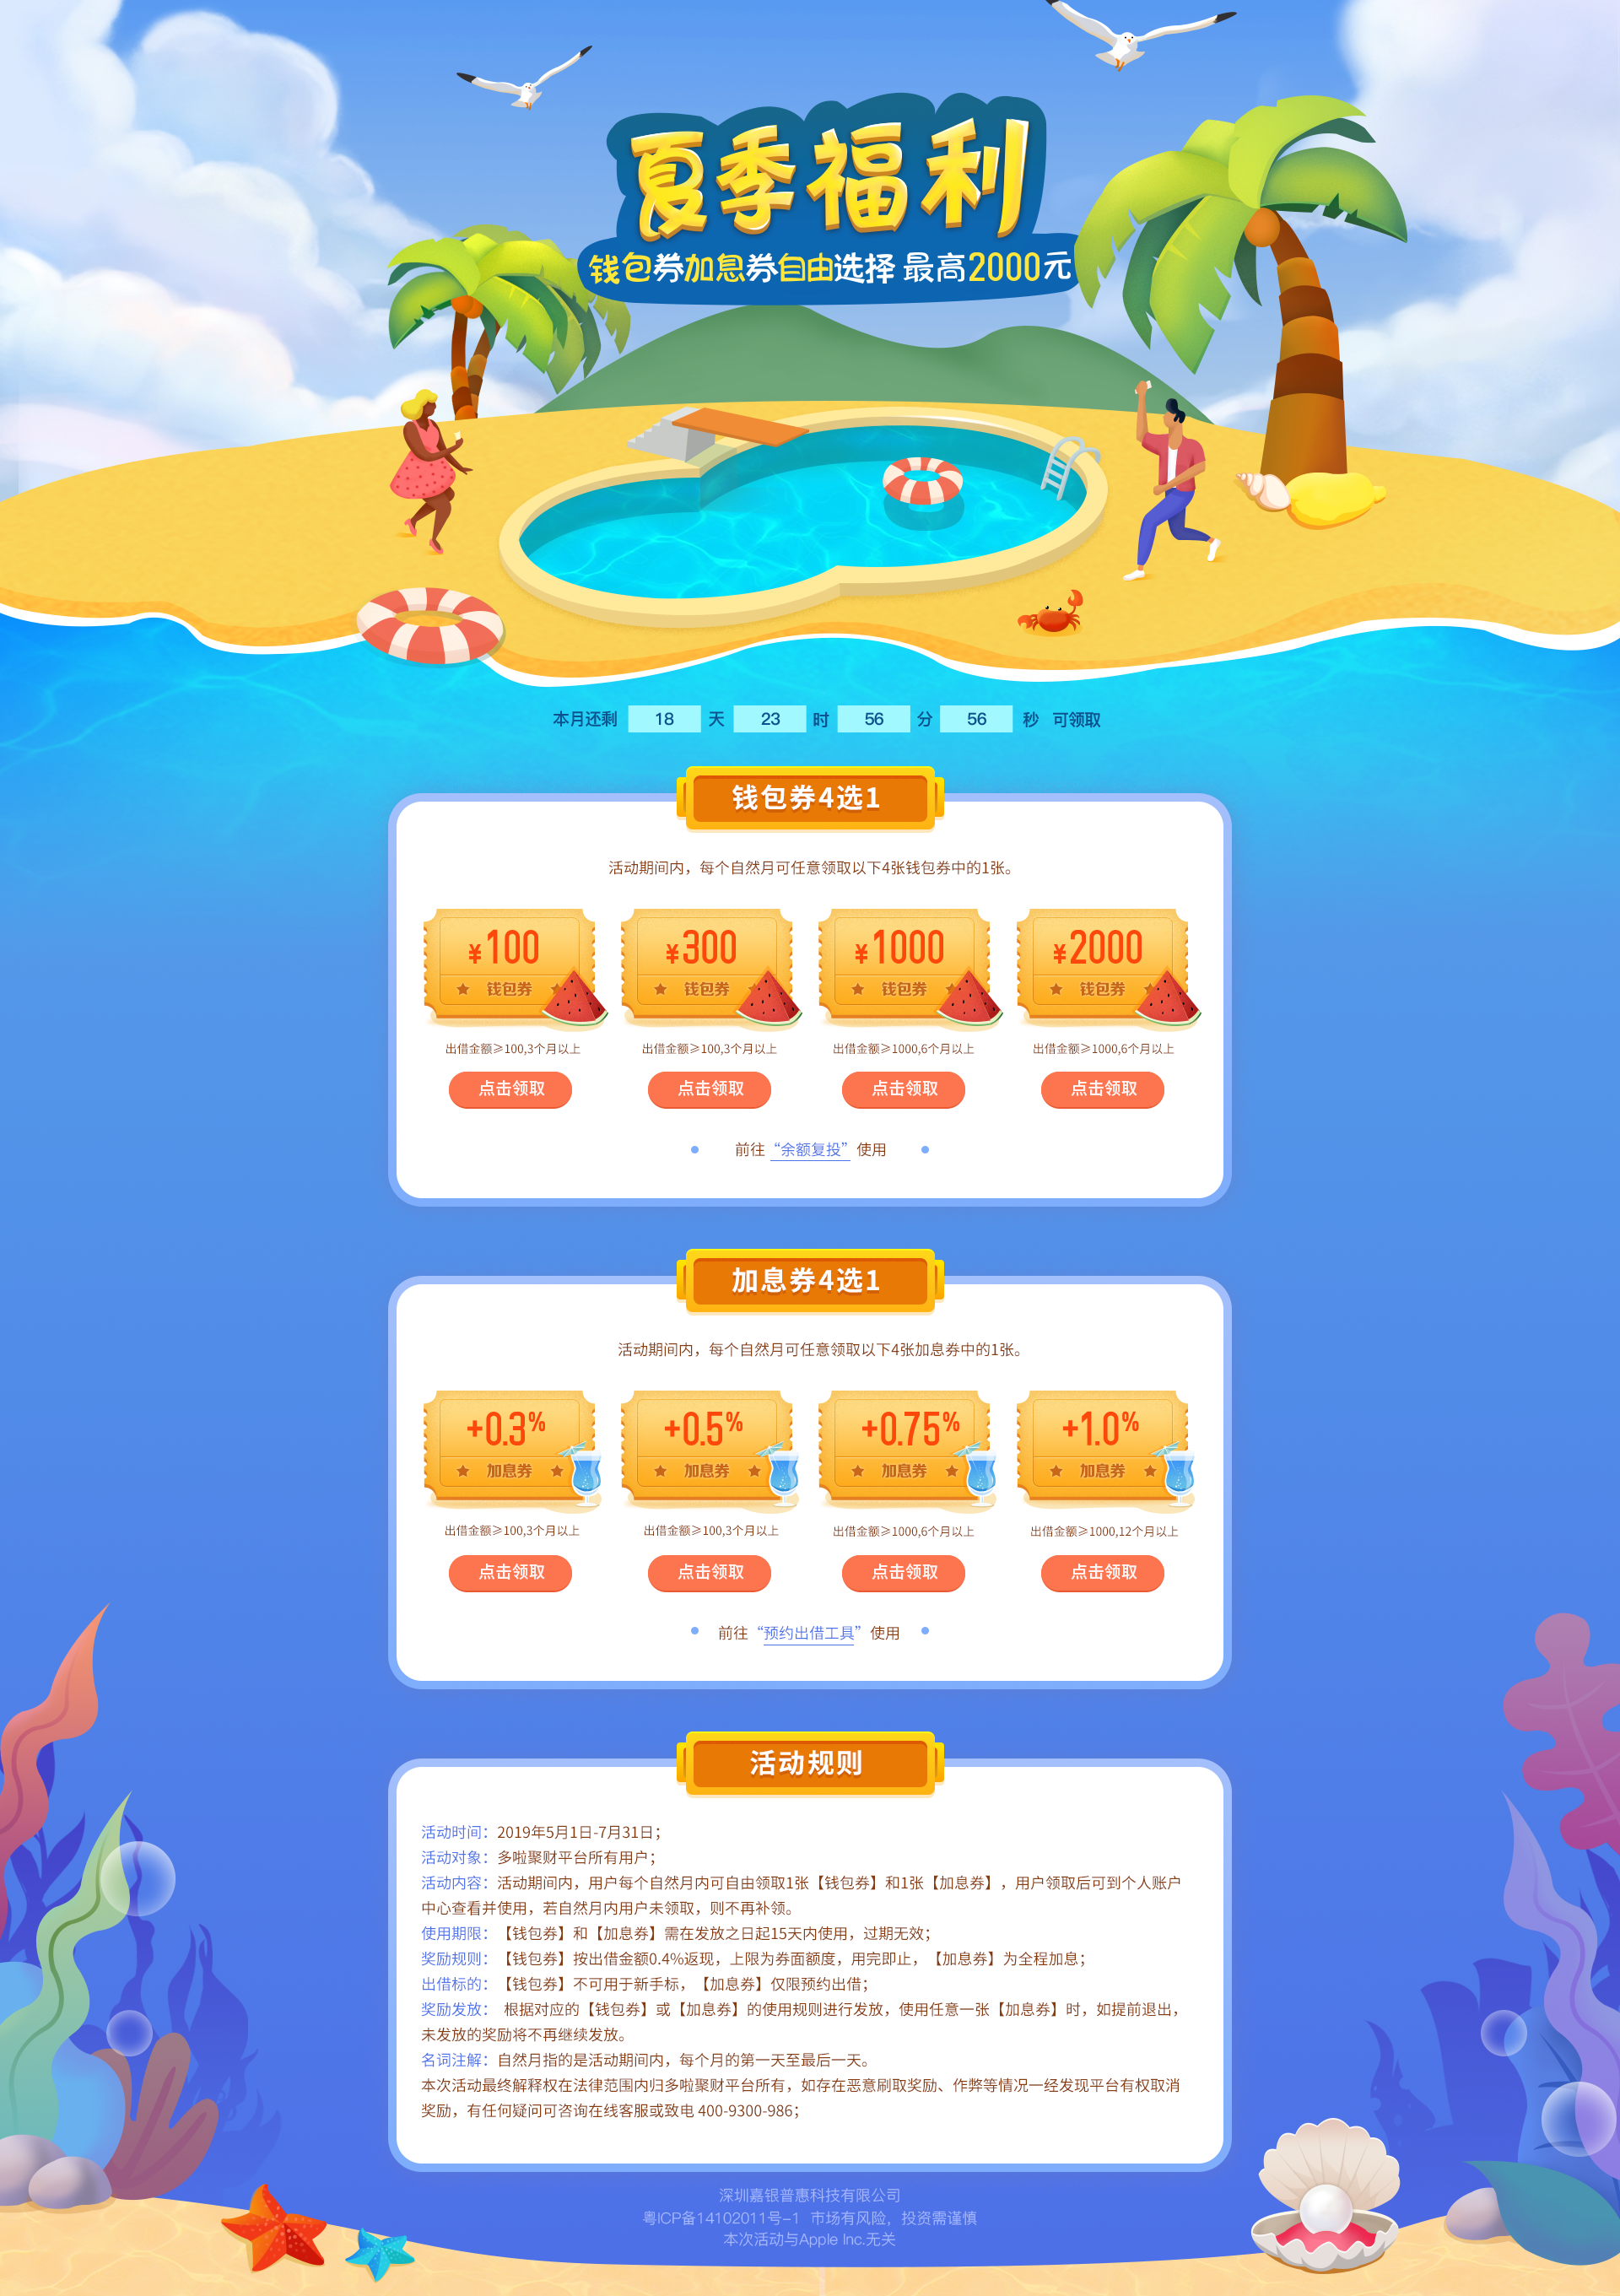 夏季福利
钱包券加息券自由选择 最高2000元
本月还剩 18 天 23 时 56 分 56 秒 可领取
钱包券4选1
活动期间内，每个自然月可任意领取以下4张钱包券中的1张。
¥100 ¥300 ¥1000 ¥2000
钱包券 钱包券 钱包券 钱包券
出借金额≥100,3个月以上 出借金额≥100,3个月以上 出借金额≥1000,6个月以上 出借金额≥1000,6个月以上
点击领取 点击领取 点击领取 点击领取
前往“余额复投”使用
加息券4选1
活动期间内，每个自然月可任意领取以下4张加息券中的1张。
+0.3% +0.5% +0.75% +1.0%
加息券 加息券 加息券 加息券
出借金额≥100,3个月以上 出借金额≥100,3个月以上 出借金额≥1000,6个月以上 出借金额≥1000,12个月以上
点击领取 点击领取 点击领取 点击领取
前往“预约出借工具”使用
活动规则
活动时间：2019年5月1日-7月31日；
活动对象：多啦聚财平台所有用户；
活动内容：活动期间内，用户每个自然月内可自由领取1张【钱包券】和1张【加息券】，用户领取后可到个人账户
中心查看并使用，若自然月内用户未领取，则不再补领。
使用期限：【钱包券】和【加息券】需在发放之日起15天内使用，过期无效；
奖励规则：【钱包券】按出借金额0.4%返现，上限为券面额度，用完即止，【加息券】为全程加息；
出借标的：【钱包券】不可用于新手标，【加息券】仅限预约出借；
奖励发放： 根据对应的【钱包券】或【加息券】的使用规则进行发放，使用任意一张【加息券】时，如提前退出，
未发放的奖励将不再继续发放。
名词注解：自然月指的是活动期间内，每个月的第一天至最后一天。
本次活动最终解释权在法律范围内归多啦聚财平台所有，如存在恶意刷取奖励、作弊等情况一经发现平台有权取消
奖励，有任何疑问可咨询在线客服或致电 400-9300-986；
深圳嘉银普惠科技有限公司
粤ICP备14102011号-1 市场有风险，投资需谨慎
本次活动与Apple Inc.无关